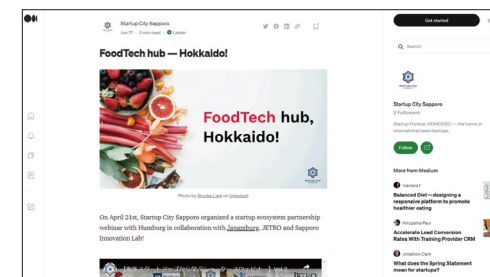 Startup City Sapporo
Jun 17 · 2 min read · Listen
FoodTech hub — Hokkaido!
FoodTech hub,
Hokkaido!
Photo by Brooke Lark on Unsplash
On April 21st, Startup City Sapporo organized a startup ecosystem partnership
webinar with Humburg in collaboration with Japanburg, JETRO and Sapporo
Innovation Lab!
Get started
Search
Startup City Sapporo
2 Followers
Startup Frontier, HOKKAIDO — the home of
international seed startups.
Follow
More from Medium
Balanced Diet—designing a
responsive platform to promote
healthier eating
Krupama Paur
Accelerate Lead Conversion
Rates With Training Provider CRM
Jonathon Clark
What does the Spring Statement
mean for startups?